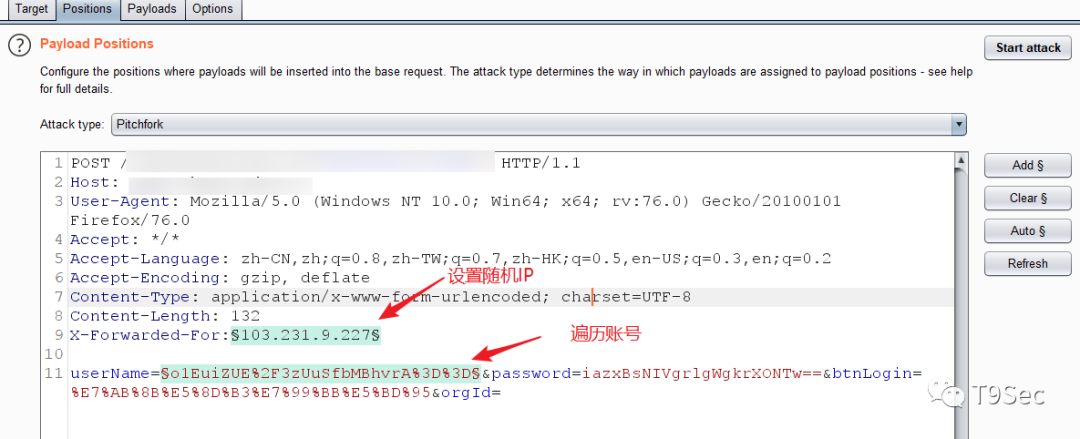 Target Positions Payloads Options
? Payload Positions
Start attack
Configure the positions where payloads will be inserted into the base request. The attack type determines the way in which payloads are assigned to payload positions - see help
for full details.
Attack type: Pitchfork
1 POST / HTTP/1.1
2 Host:
3 User-Agent: Mozilla/5.0 (Windows NT 10.0; Win64; x64; rv:76.0) Gecko/20100101
Firefox/76.0
4 Accept: */*
5 Accept-Language: zh-CN,zh;q=0.8,zh-TW;q=0.7,zh-HK;q=0.5,en-US;q=0.3,en;q=0.2
6 Accept-Encoding: gzip, deflate
设置随机IP
7 Content-Type: application/x-www-form-urlencoded; charset=UTF-8
8 Content-Length: 132
9 X-Forwarded-For:§103.231.9.227§
遍历账号
10
11 userName=§o1EuiZUE%2F3zUuSfbMBhvrA%3D%3D§&password=iazxBsNIVgrlgWgkrXONTw==&btnLogin=
%E7%AB%8B%E5%8D%B3%E7%99%BB%E5%BD%95&orgId=
Add §
Clear §
Auto §
Refresh
T9Sec